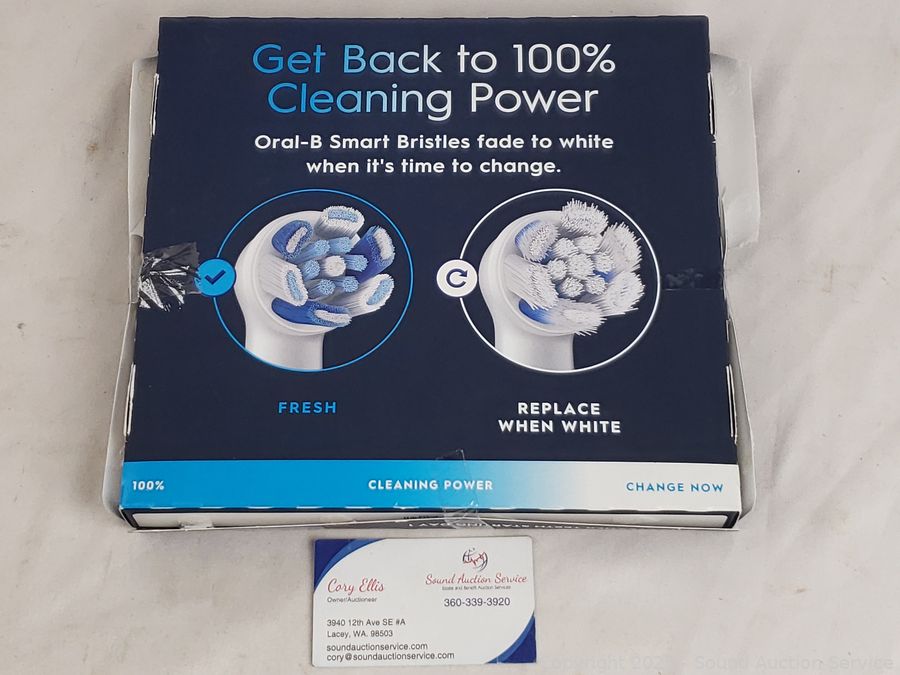 Get Back to 100%
Cleaning Power
Oral-B Smart Bristles fade to white
when it's time to change.
FRESH
REPLACE
WHEN WHITE
100%
CLEANING POWER
CHANGE NOW
Cory Ellis
Owner/Auctioneer
Sound Auction Service
Estate and Benefit Auction Services
360-339-3920
3940 12th Ave SE #A
Lacey, WA. 98503
soundauctionservice.com
cory@soundauctionservice.com
Sound Auction Service